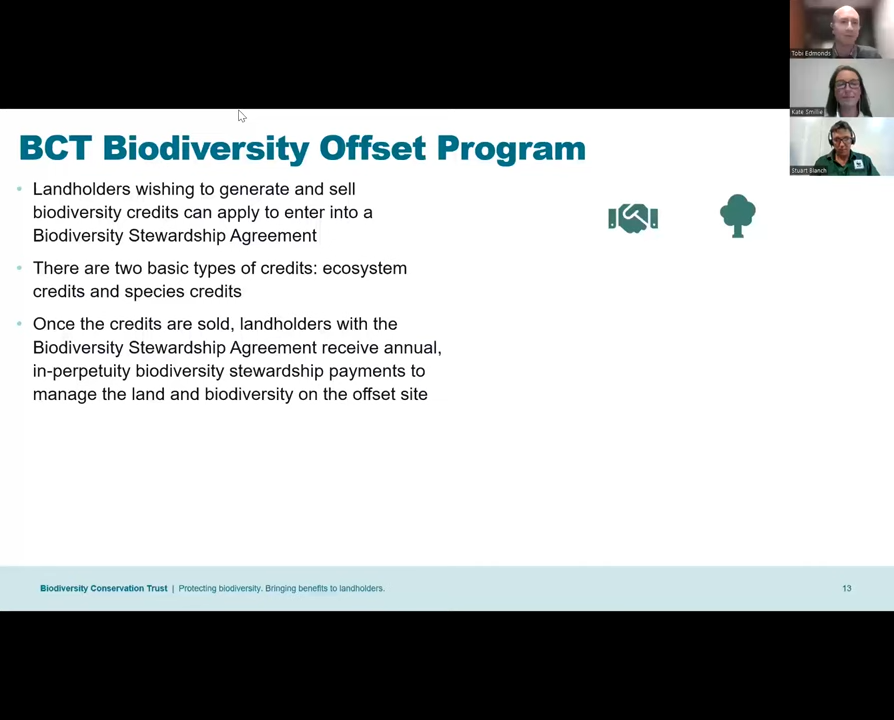 Tobi Edmonds
Kate Smillie
Stuart Blanch
BCT Biodiversity Offset Program
• Landholders wishing to generate and sell
biodiversity credits can apply to enter into a
Biodiversity Stewardship Agreement
• There are two basic types of credits: ecosystem
credits and species credits
• Once the credits are sold, landholders with the
Biodiversity Stewardship Agreement receive annual,
in-perpetuity biodiversity stewardship payments to
manage the land and biodiversity on the offset site
Biodiversity Conservation Trust | Protecting biodiversity. Bringing benefits to landholders.
13